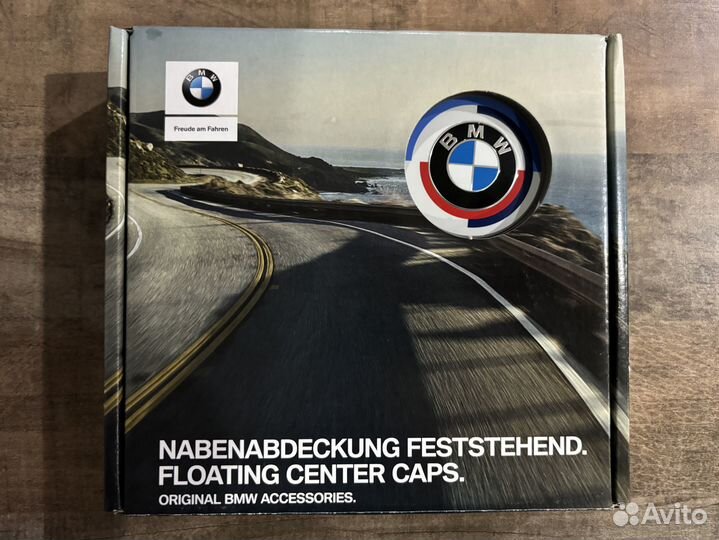 BMW
Freude am Fahren
BMW
NABENABDECKUNG FESTSTEHEND.
FLOATING CENTER CAPS.
ORIGINAL BMW ACCESSORIES.
Avito